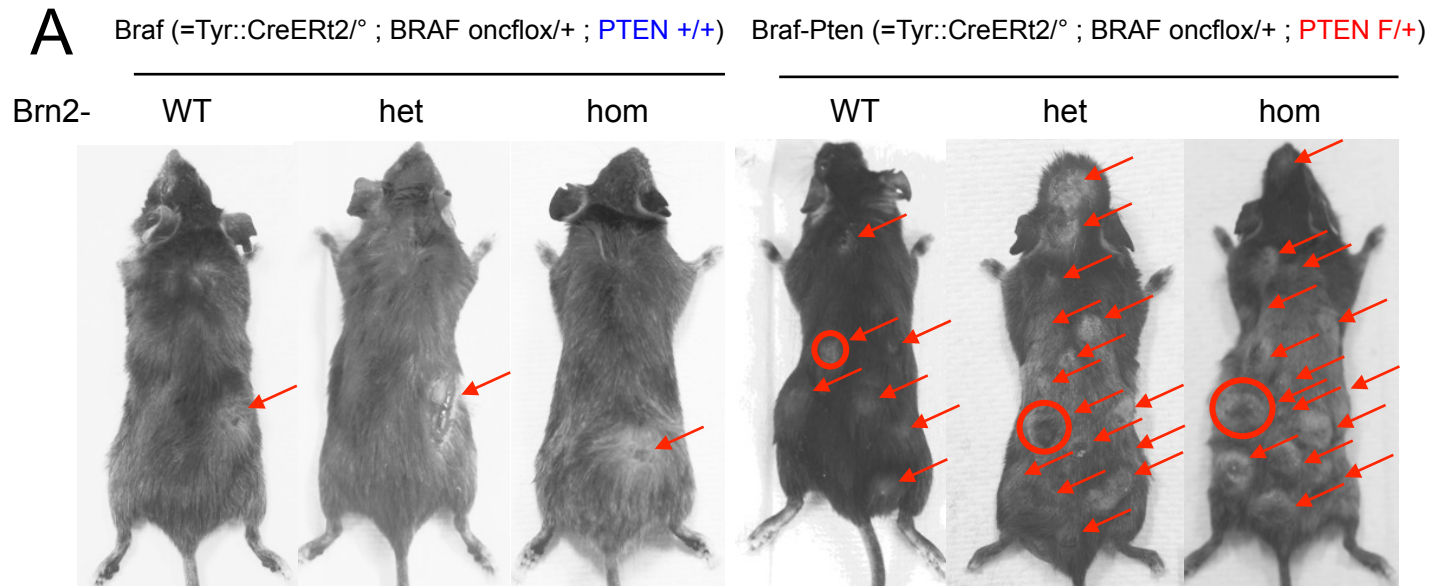 A
Braf (=Tyr::CreERt2/° ; BRAF oncflox/+ ; PTEN +/+)
Braf-Pten (=Tyr::CreERt2/° ; BRAF oncflox/+ ; PTEN F/+)
Brn2- WT het hom WT het hom